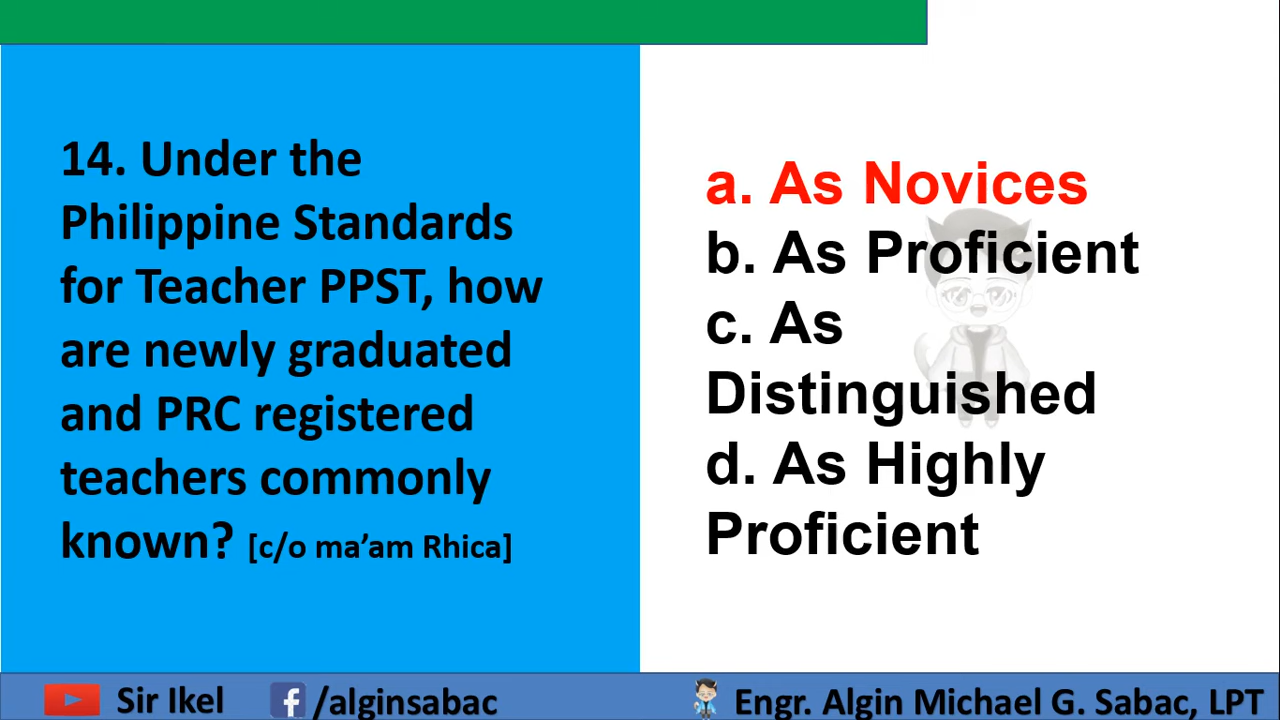 14. Under the
Philippine Standards
for Teacher PPST, how
are newly graduated
and PRC registered
teachers commonly
known? [c/o ma’am Rhica]
a. As Novices
b. As Proficient
c. As
Distinguished
d. As Highly
Proficient
Sir Ikel
f /alginsabac
Engr. Algin Michael G. Sabac, LPT